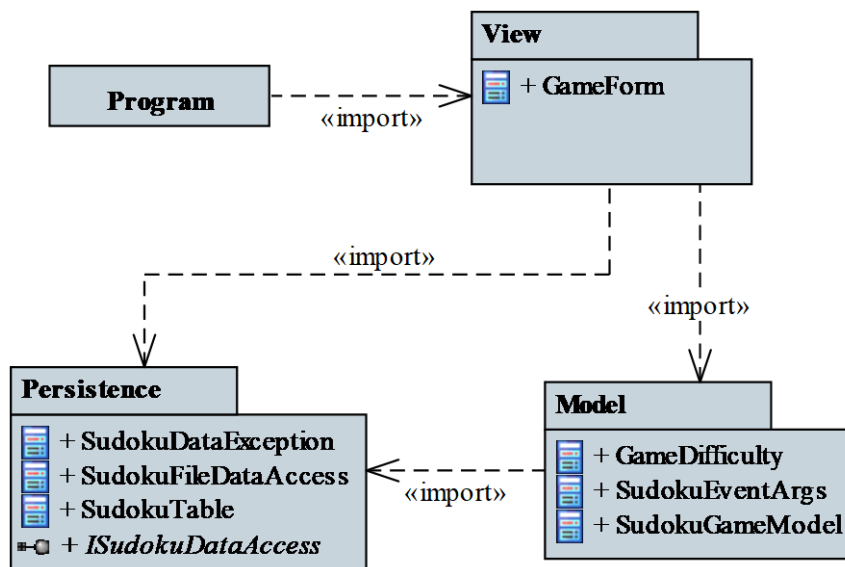 View
+ GameForm
Program
«import»
«import»
«import»
Persistence
+ SudokuDataException
+ SudokuFileDataAccess
+ SudokuTable
+ ISudokuDataAccess
«import»
Model
+ GameDifficulty
+ SudokuEventArgs
+ SudokuGameModel